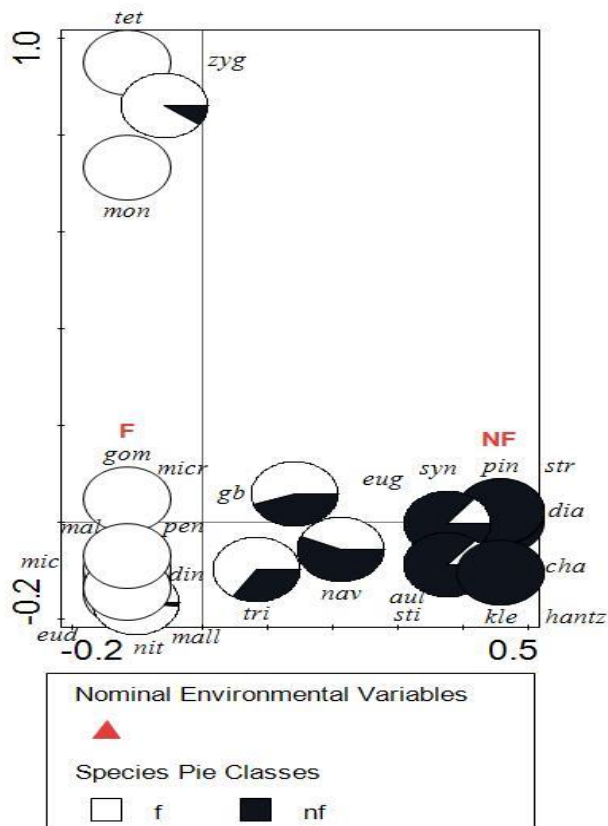 tet
1.0
zyg
mon
F
NF
gom
micr
gb
eug
syn
pin
str
mal
pen
dia
mic
din
nav
cha
tri
aul
sti
kle
hantz
eud
nit
mall
-0.2
-0.2
0.5
Nominal Environmental Variables
Species Pie Classes
f
nf